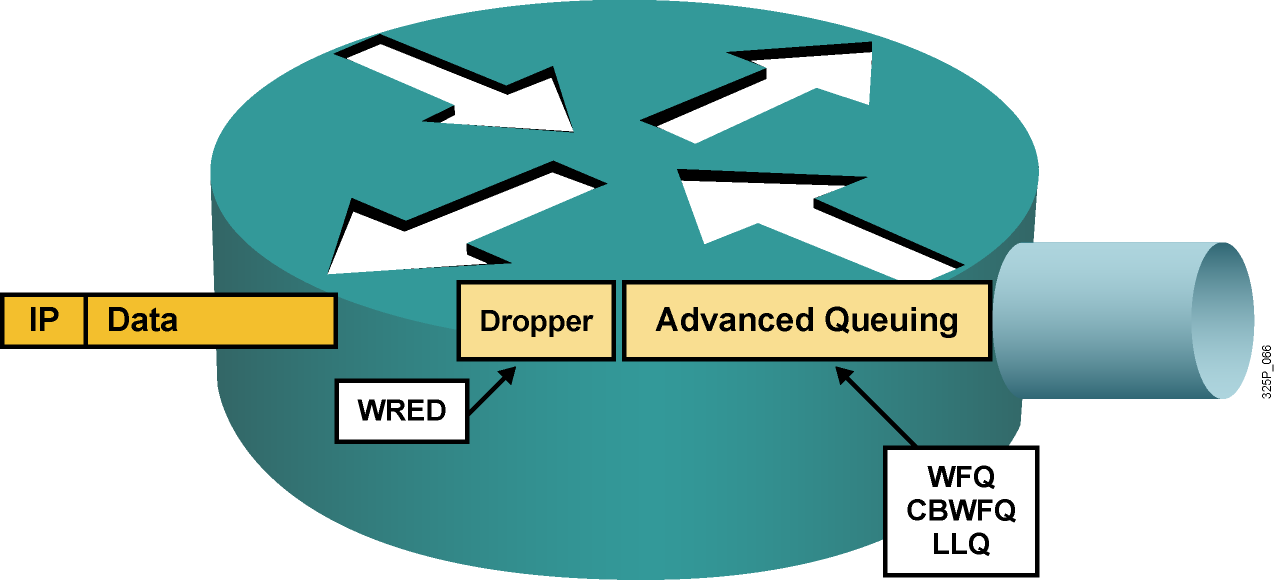 IP
Data
Dropper
Advanced Queuing
WRED
WFQ
CBWFQ
LLQ
325P_066